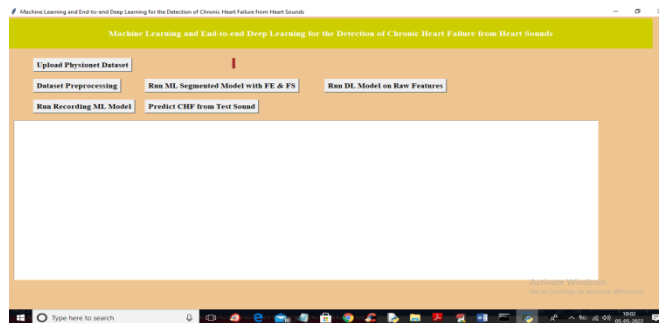 Machine Learning and End-to-end Deep Learning for the Detection of Chronic Heart Failure from Heart Sounds
Machine Learning and End-to-end Deep Learning for the Detection of Chronic Heart Failure from Heart Sounds
Upload Physionet Dataset
Dataset Preprocessing Run ML Segmented Model with FE & FS Run DL Model on Raw Features
Run Recording ML Model Predict CHF from Test Sound
Activate Windows
Go to Settings to activate Windows.
Type here to search
18:02
05-05-2022